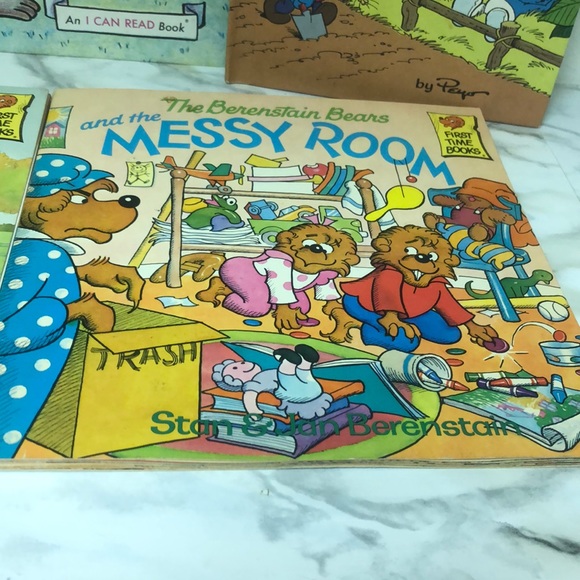 An I CAN READ Book®
by Peyo
The Berenstain Bears
and the
MESSY ROOM
FIRST
TIME
BOOKS
TRASH
Stan & Jan Berenstain